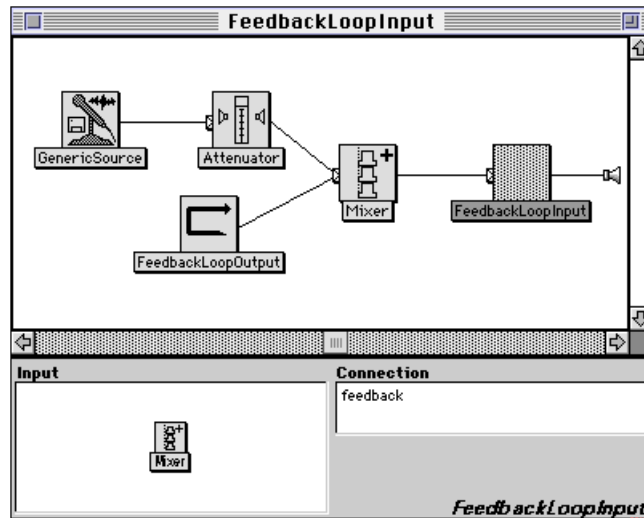 FeedbackLoopInput
GenericSource
Attenuator
Mixer
FeedbackLoopInput
FeedbackLoopOutput
Input
Connection
feedback
Mixer
FeedbackLoopInput